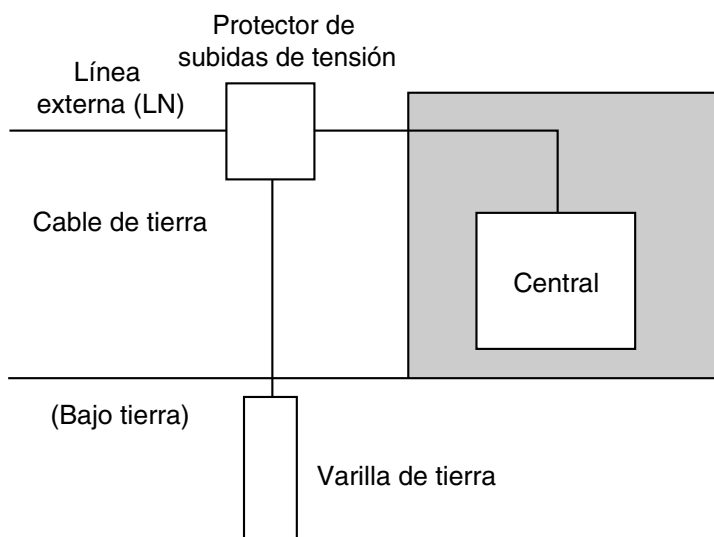 Protector de
subidas de tensión
Línea
externa (LN)
Cable de tierra
Central
(Bajo tierra)
Varilla de tierra